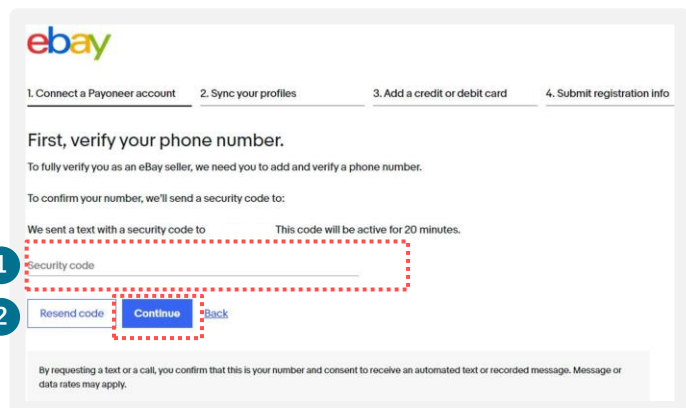 ebay
1. Connect a Payoneer account 2. Sync your profiles 3. Add a credit or debit card 4. Submit registration info
First, verify your phone number.
To fully verify you as an eBay seller, we need you to add and verify a phone number.
To confirm your number, we'll send a security code to:
We sent a text with a security code to This code will be active for 20 minutes.
1
Security code
2
Resend code Continue Back
By requesting a text or a call, you confirm that this is your number and consent to receive an automated text or recorded message. Message or
data rates may apply.